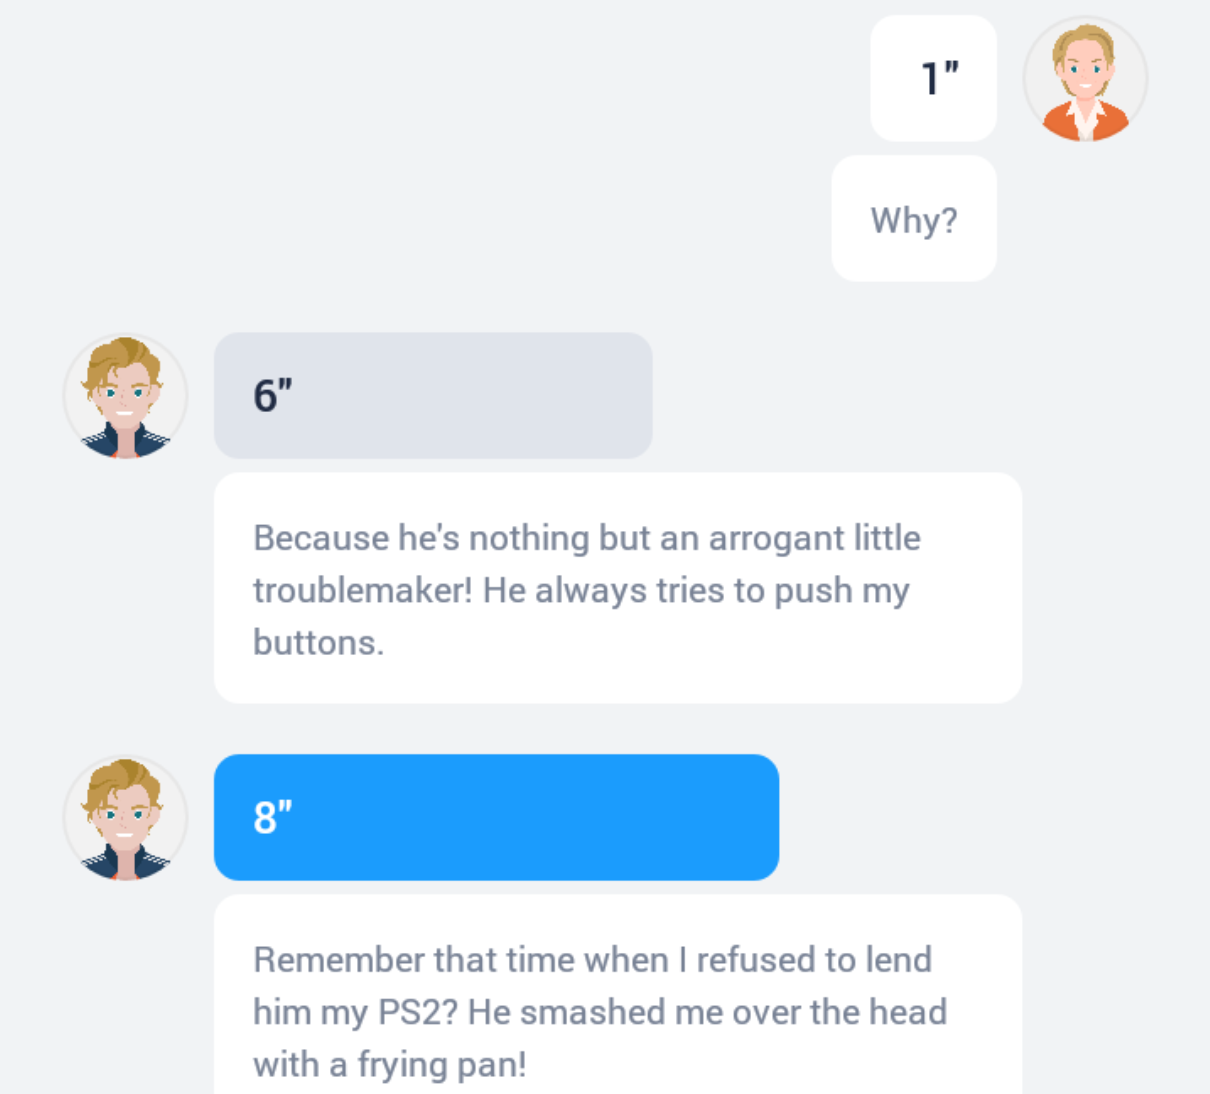 1"
Why?
6"
Because he's nothing but an arrogant little
troublemaker! He always tries to push my
buttons.
8"
Remember that time when I refused to lend
him my PS2? He smashed me over the head
with a frying pan!